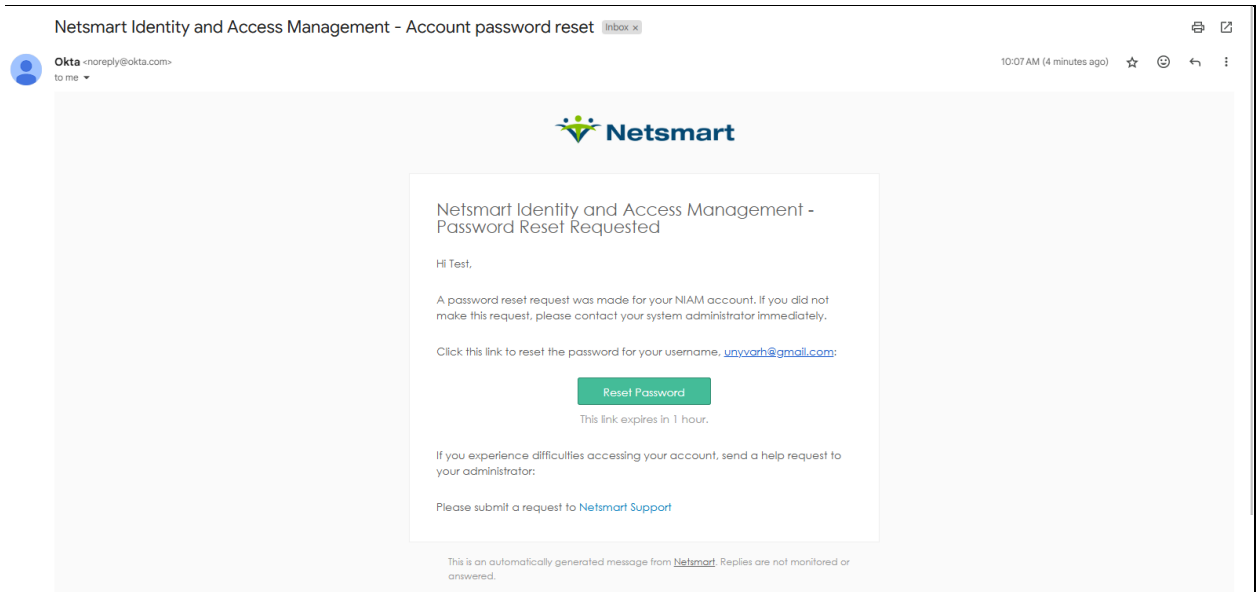 Netsmart Identity and Access Management - Account password reset Inbox ×
Okta <noreply@okta.com>
10:07 AM (4 minutes ago)
to me
Netsmart
Netsmart Identity and Access Management -
Password Reset Requested
Hi Test,
A password reset request was made for your NIAM account. If you did not
make this request, please contact your system administrator immediately.
Click this link to reset the password for your username, unyvarh@gmail.com:
Reset Password
This link expires in 1 hour.
If you experience difficulties accessing your account, send a help request to
your administrator:
Please submit a request to Netsmart Support
This is an automatically generated message from Netsmart. Replies are not monitored or
answered.